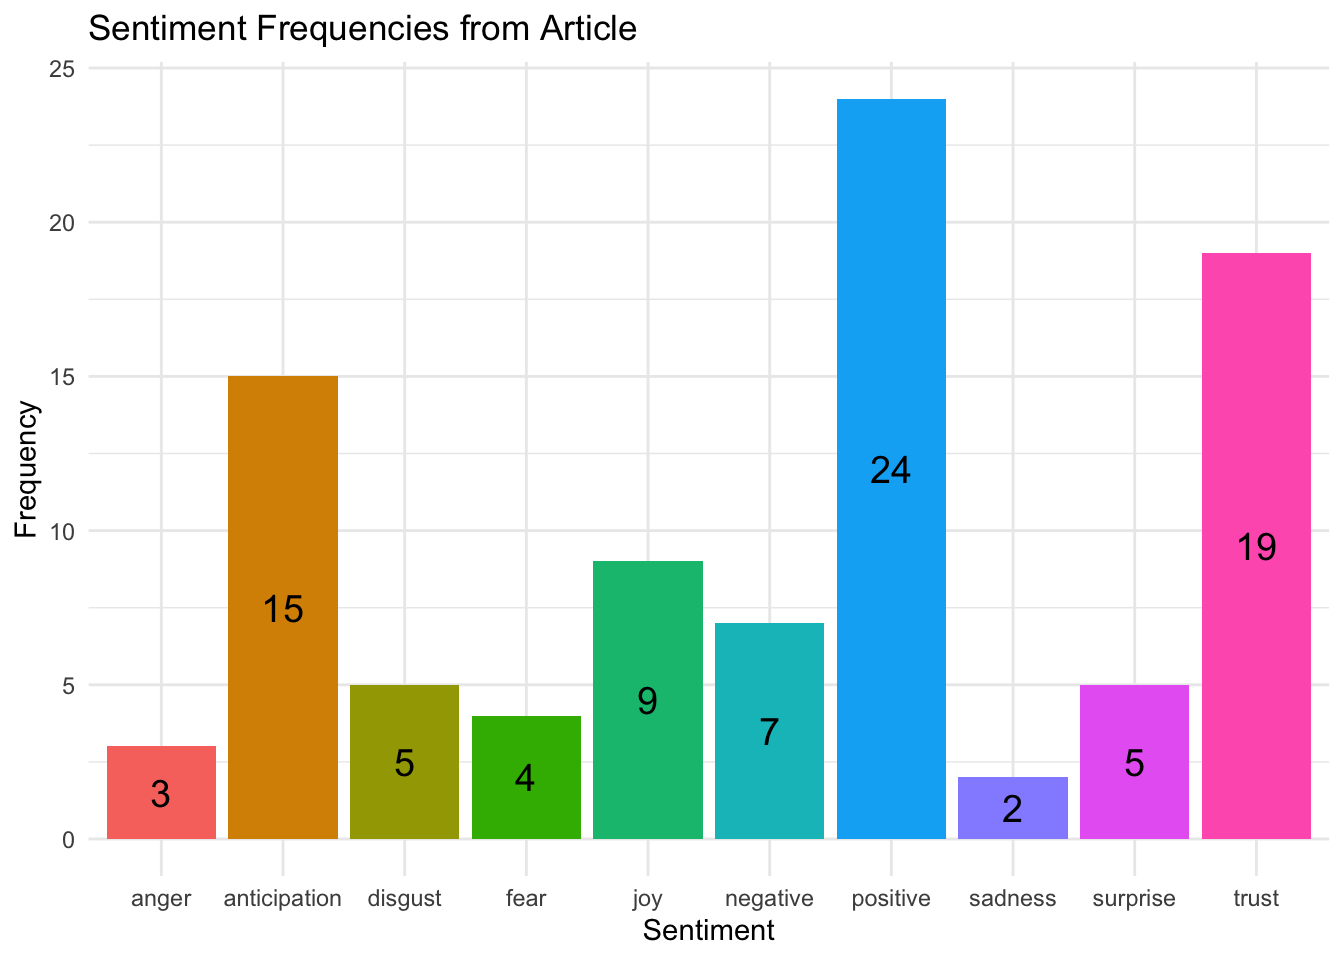 Sentiment Frequencies from Article
25
20
15
10
5
0
Frequency
3
15
5
4
9
7
24
2
5
19
anger
anticipation
disgust
fear
joy
negative
positive
sadness
surprise
trust
Sentiment